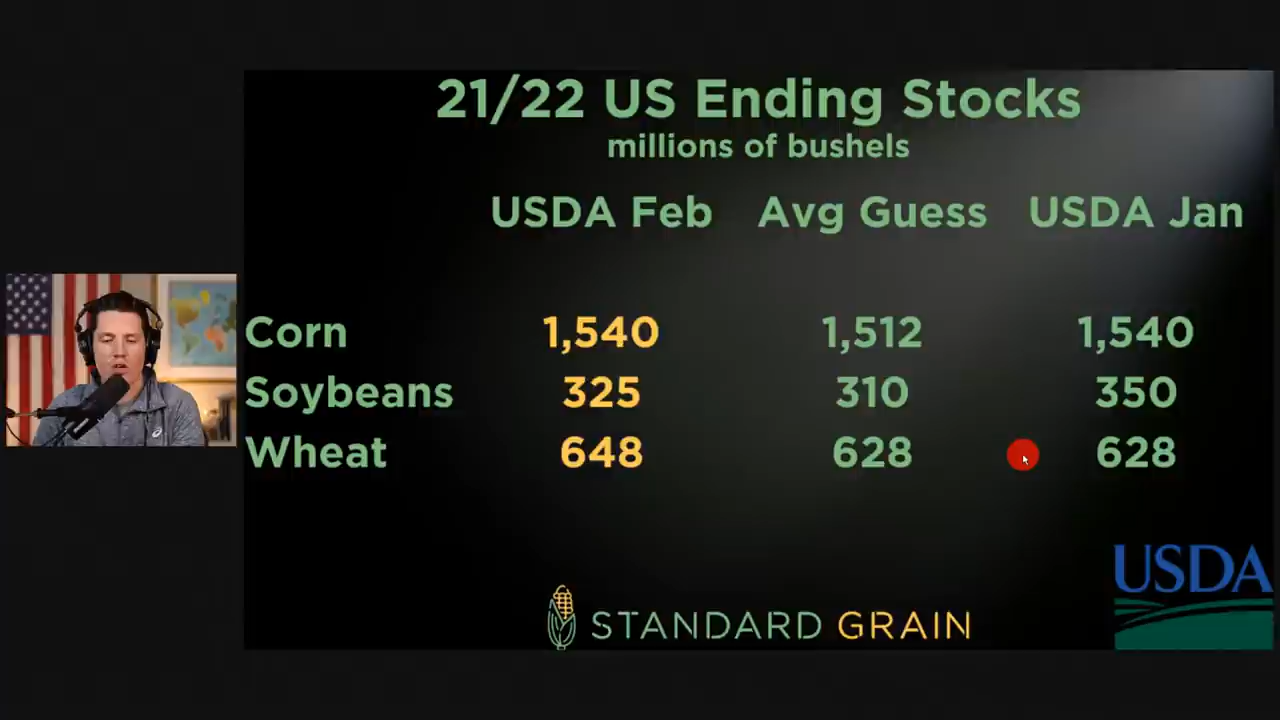 21/22 US Ending Stocks
millions of bushels
USDA Feb Avg Guess USDA Jan
Corn 1,540 1,512 1,540
Soybeans 325 310 350
Wheat 648 628 628
USDA
STANDARD GRAIN